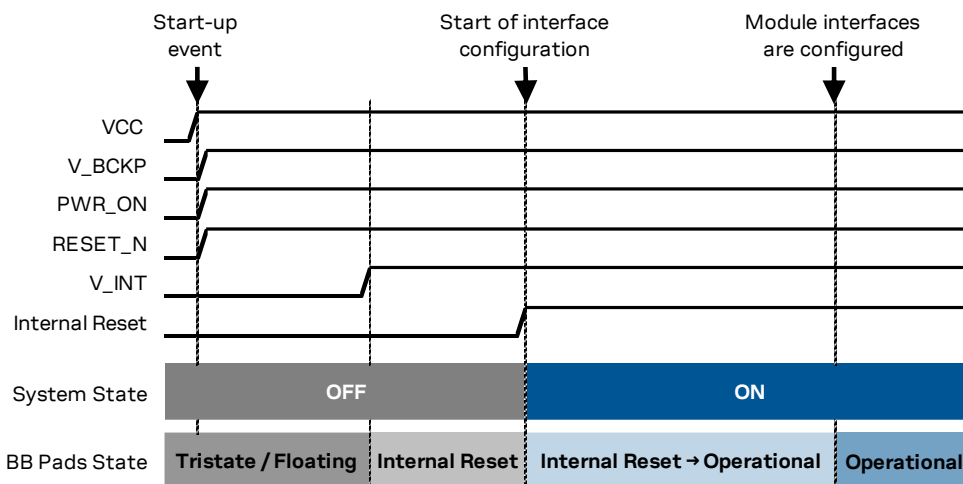 Start-up
event
Start of interface
configuration
Module interfaces
are configured
VCC
V_BCKP
PWR_ON
RESET_N
V_INT
Internal Reset
System State
OFF
ON
BB Pads State
Tristate / Floating
Internal Reset
Internal Reset → Operational
Operational